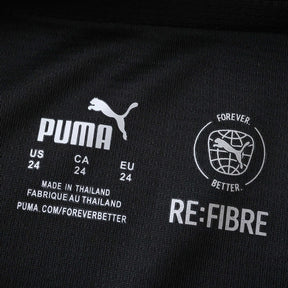 PUMA
US CA EU
24 24 24
MADE IN THAILAND
FABRIQUE AU THAILAND
PUMA.COM/FOREVERBETTER
FOREVER.
BETTER.
RE:FIBRE